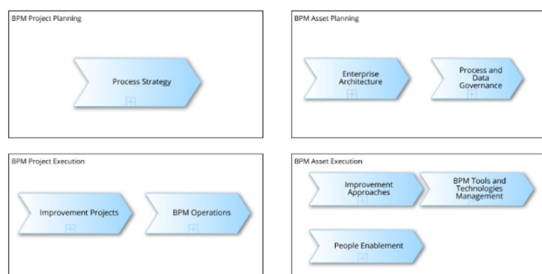 BPM Project Planning
Process Strategy
BPM Asset Planning
Enterprise
Architecture
Process and
Data
Governance
BPM Project Execution
Improvement Projects
BPM Operations
BPM Asset Execution
Improvement
Approaches
BPM Tools and
Technologies
Management
People Enablement